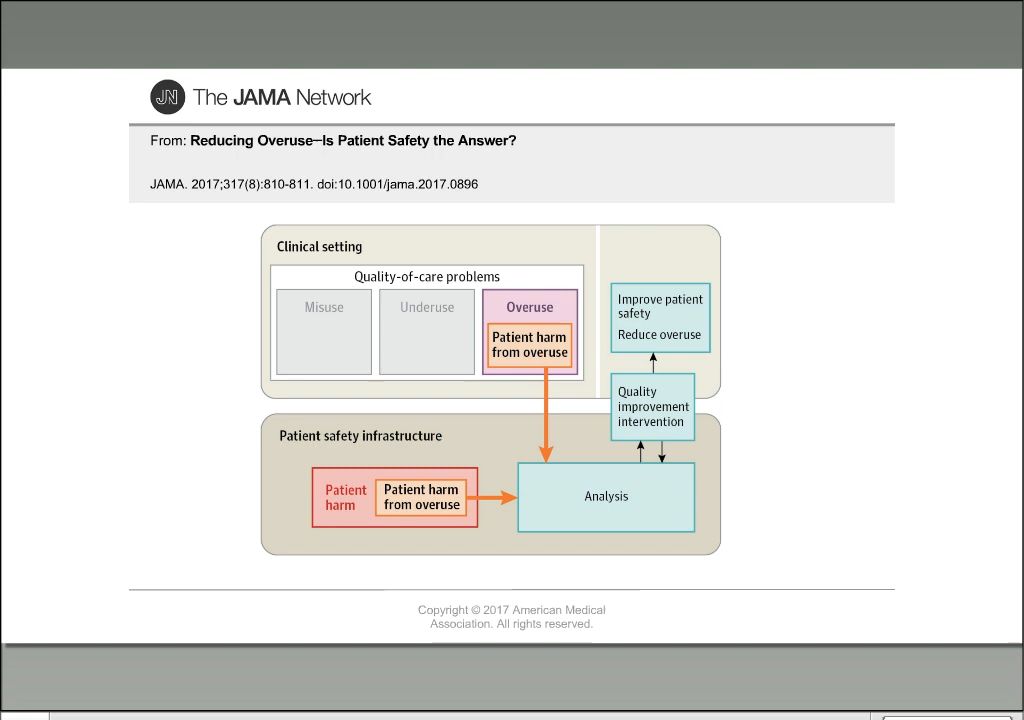 JN The JAMA Network
From: Reducing Overuse—Is Patient Safety the Answer?
JAMA. 2017;317(8):810-811. doi:10.1001/jama.2017.0896
Clinical setting
Quality-of-care problems
Misuse
Underuse
Overuse
Patient harm
from overuse
Improve patient
safety
Reduce overuse
Quality
improvement
intervention
Patient safety infrastructure
Patient
harm
Patient harm
from overuse
Analysis
Copyright © 2017 American Medical
Association. All rights reserved.